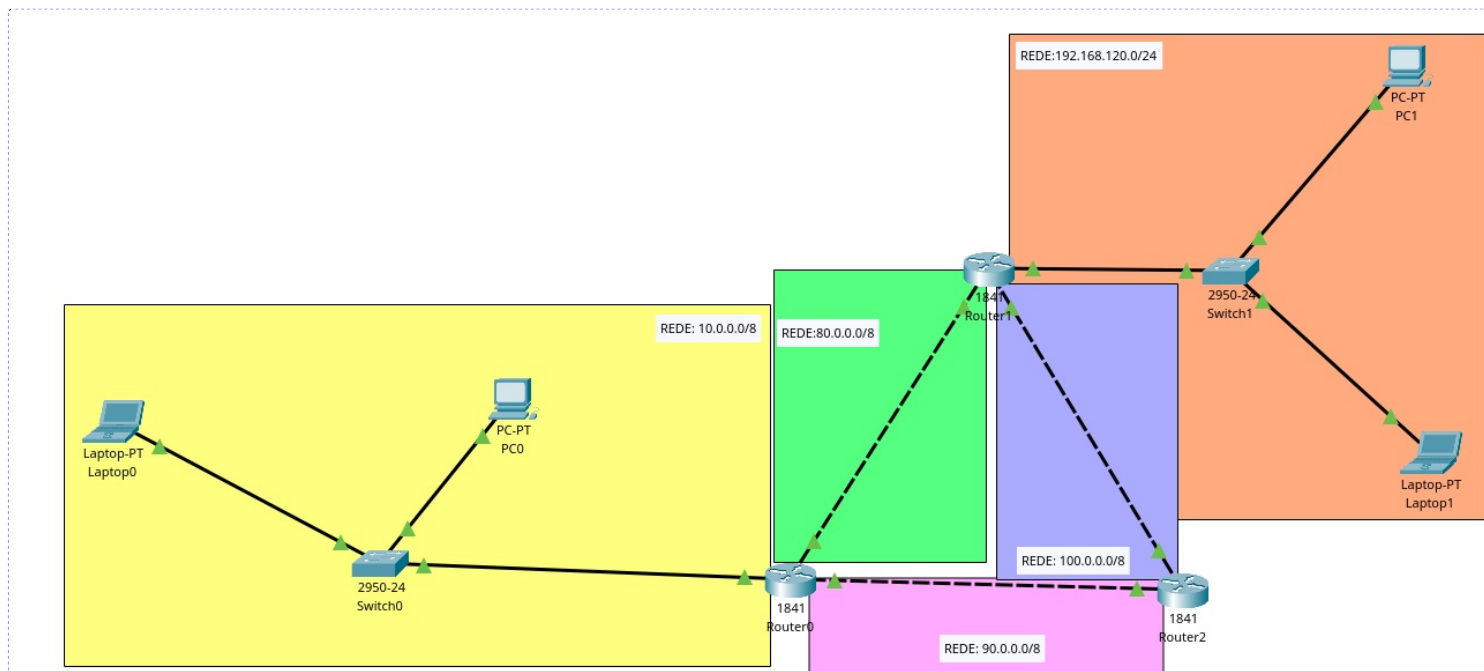 REDE:192.168.120.0/24
PC-PT
PC1
1841
Router1
2950-24
Switch1
REDE: 10.0.0.0/8
REDE:80.0.0.0/8
PC-PT
PC0
Laptop-PT
Laptop0
Laptop-PT
Laptop1
REDE: 100.0.0.0/8
2950-24
Switch0
1841
Router0
1841
Router2
REDE: 90.0.0.0/8